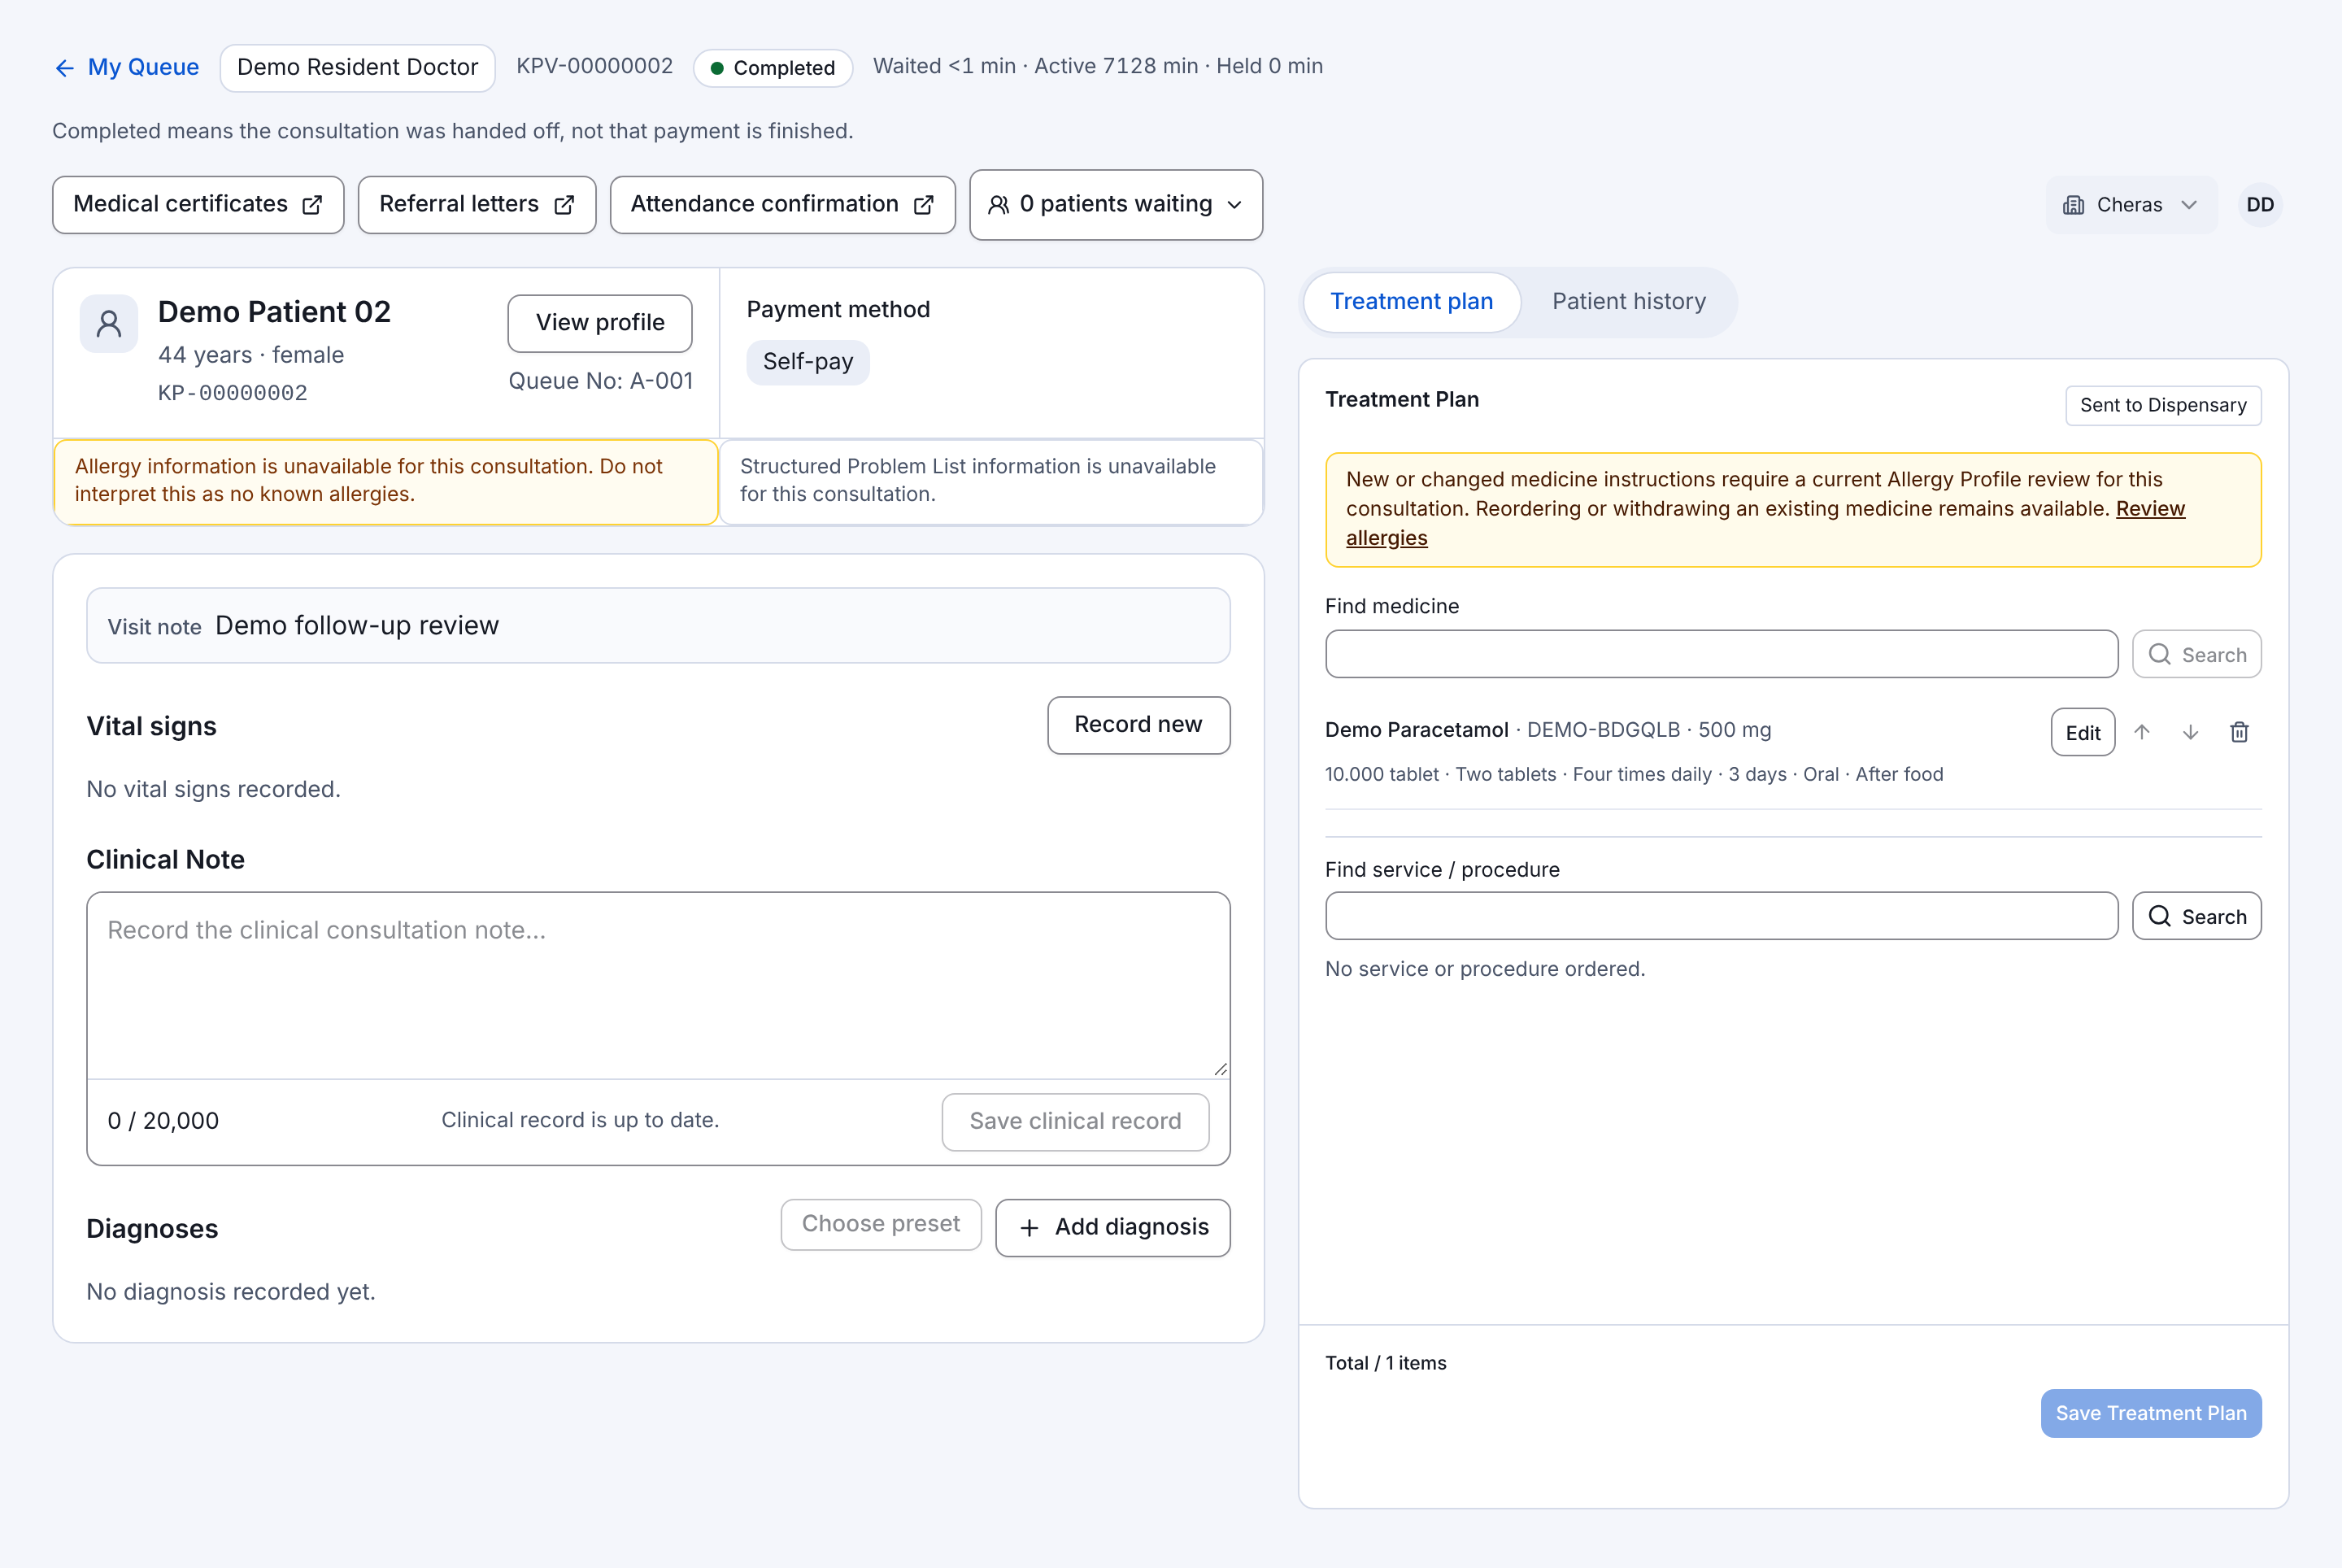 My Queue
Demo Resident Doctor
KPV-00000002
Completed
Waited <1 min · Active 7128 min · Held 0 min
Completed means the consultation was handed off, not that payment is finished.
Medical certificates
Referral letters
Attendance confirmation
0 patients waiting
Cheras
DD
Demo Patient 02
44 years · female
KP-00000002
View profile
Queue No: A-001
Payment method
Self-pay
Allergy information is unavailable for this consultation. Do not
interpret this as no known allergies.
Structured Problem List information is unavailable
for this consultation.
Visit note Demo follow-up review
Vital signs
Record new
No vital signs recorded.
Clinical Note
Record the clinical consultation note...
0 / 20,000
Clinical record is up to date.
Save clinical record
Diagnoses
Choose preset
Add diagnosis
No diagnosis recorded yet.
Treatment plan
Patient history
Treatment Plan
Sent to Dispensary
New or changed medicine instructions require a current Allergy Profile review for this
consultation. Reordering or withdrawing an existing medicine remains available. Review
allergies
Find medicine
Search
Demo Paracetamol · DEMO-BDGQLB · 500 mg
Edit
10.000 tablet · Two tablets · Four times daily · 3 days · Oral · After food
Find service / procedure
Search
No service or procedure ordered.
Total / 1 items
Save Treatment Plan